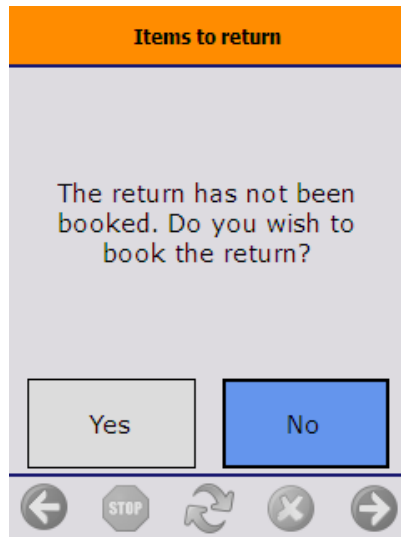 Items to return
The return has not been
booked. Do you wish to
book the return?
Yes
No
STOP